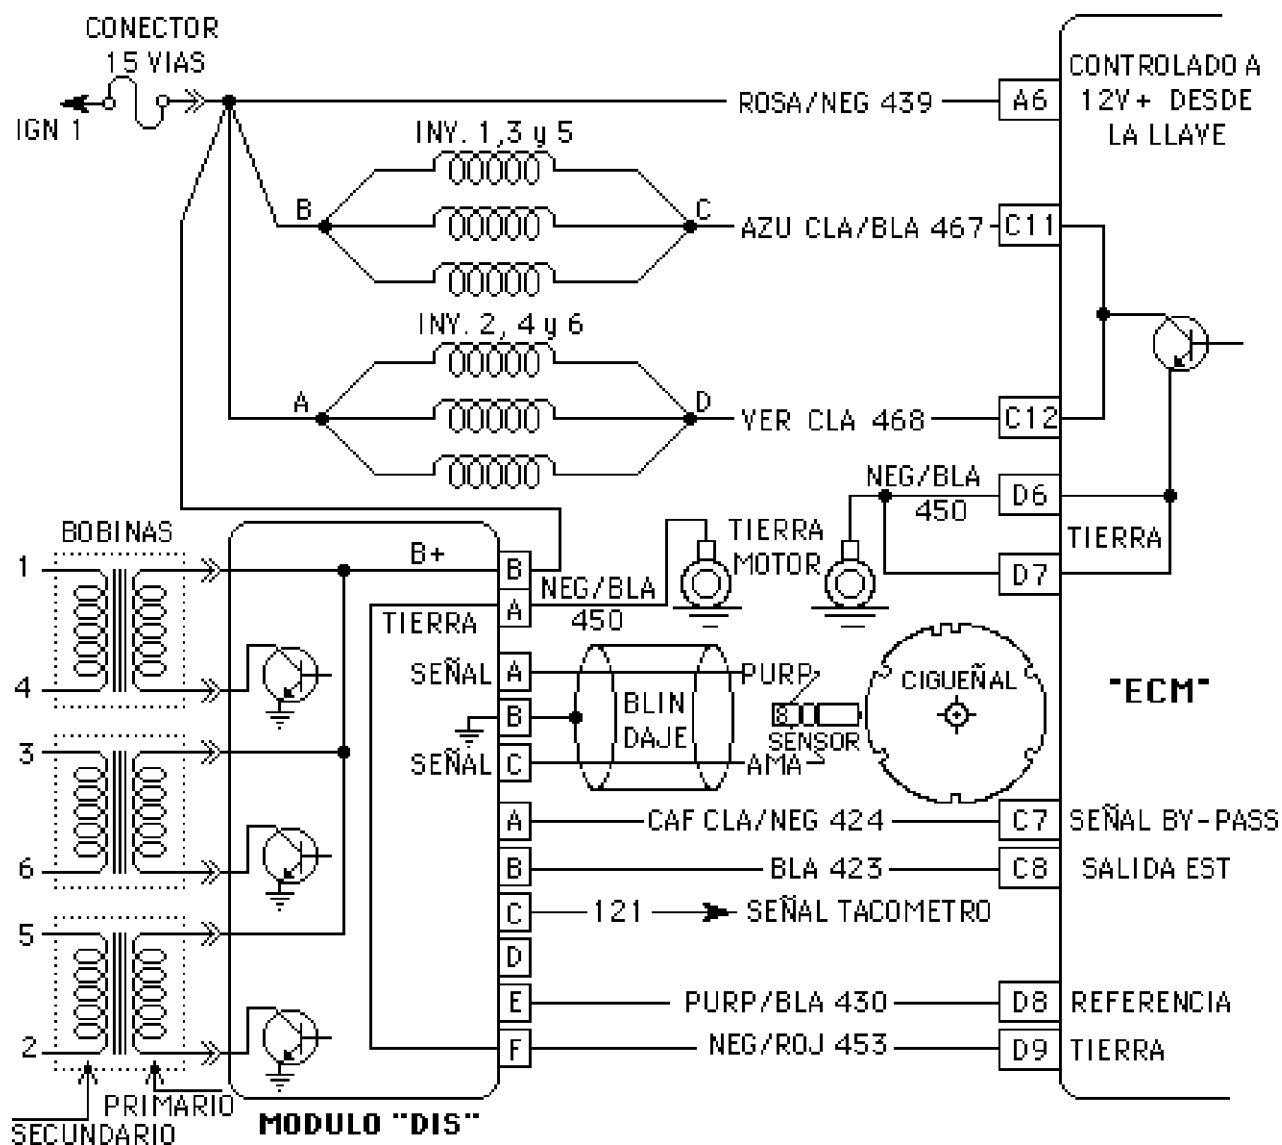 CONECTOR
15 VIAS
IGN 1
ROSA/NEG 439
A6
CONTROLADO A
12V+ DESDE
LA LLAVE
INY. 1,3 y 5
B
C
AZU CLA/BLA 467
C11
INY. 2, 4 y 6
A
D
VER CLA 468
C12
NEG/BLA
450
D6
TIERRA
D7
BOBINAS
1
4
3
6
5
2
B+
B
TIERRA
A
NEG/BLA
450
TIERRA
MOTOR
SEÑAL
A
PURP
B
BLIN
DAJE
8
SENSOR
SEÑAL
C
AMA
CIGUEÑAL
"ECM"
A
CAF CLA/NEG 424
C7
SEÑAL BY-PASS
B
BLA 423
C8
SALIDA EST
C
121
SEÑAL TACOMETRO
D
E
PURP/BLA 430
D8
REFERENCIA
F
NEG/ROJ 453
D9
TIERRA
PRIMARIO
SECUNDARIO
MODULO "DIS"